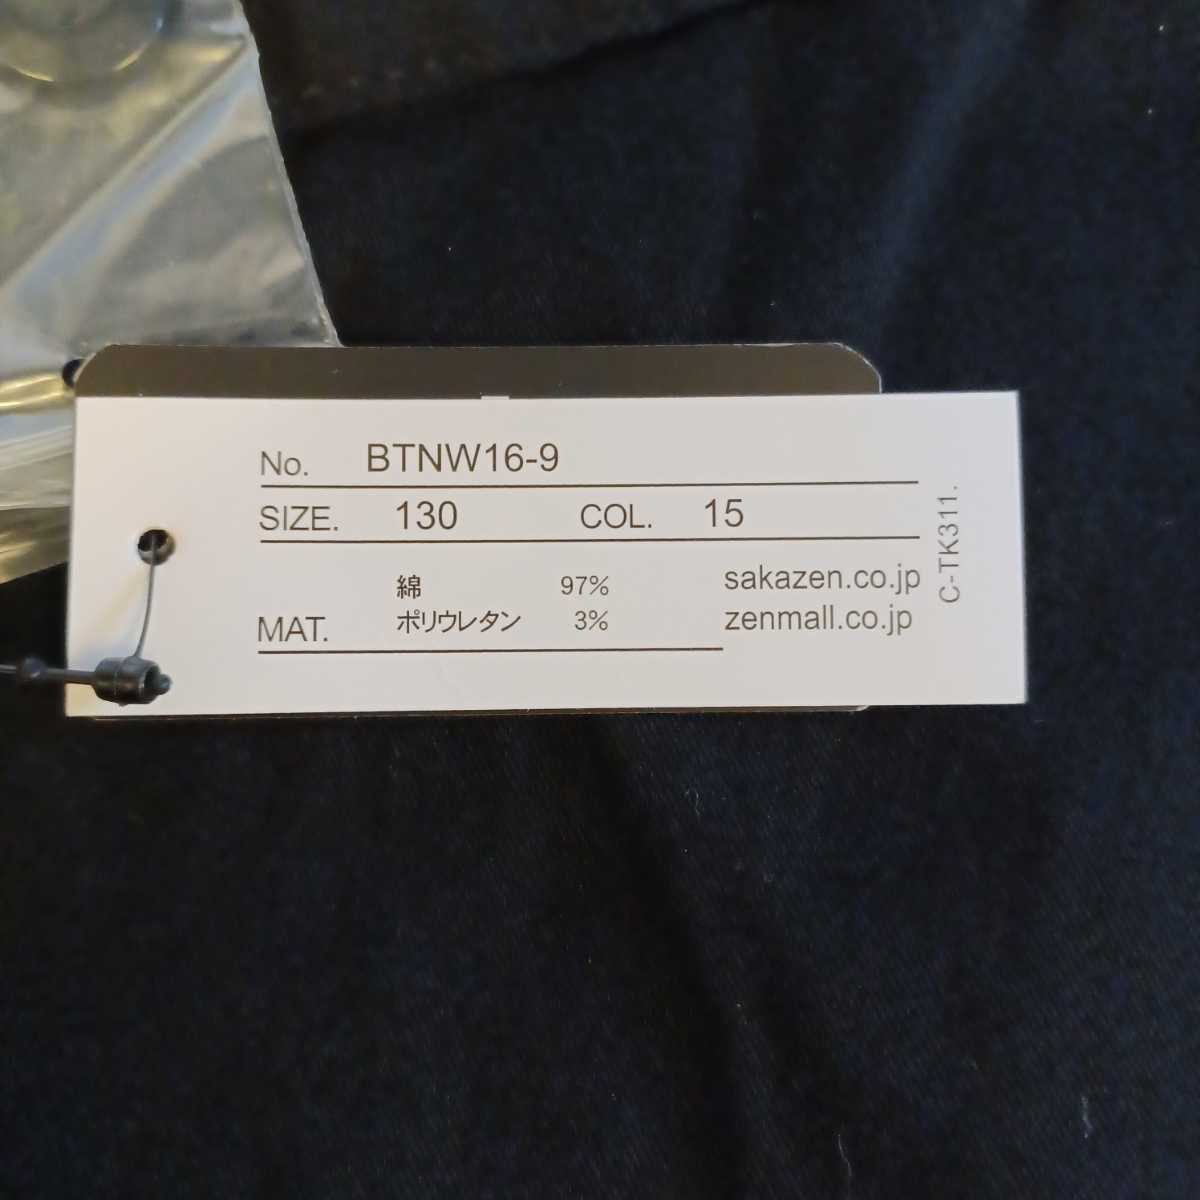 No. BTNW16-9
SIZE. 130 COL. 15
綿 97%
MAT. ポリウレタン 3%
sakazen.co.jp
zenmall.co.jp
C-TK311.